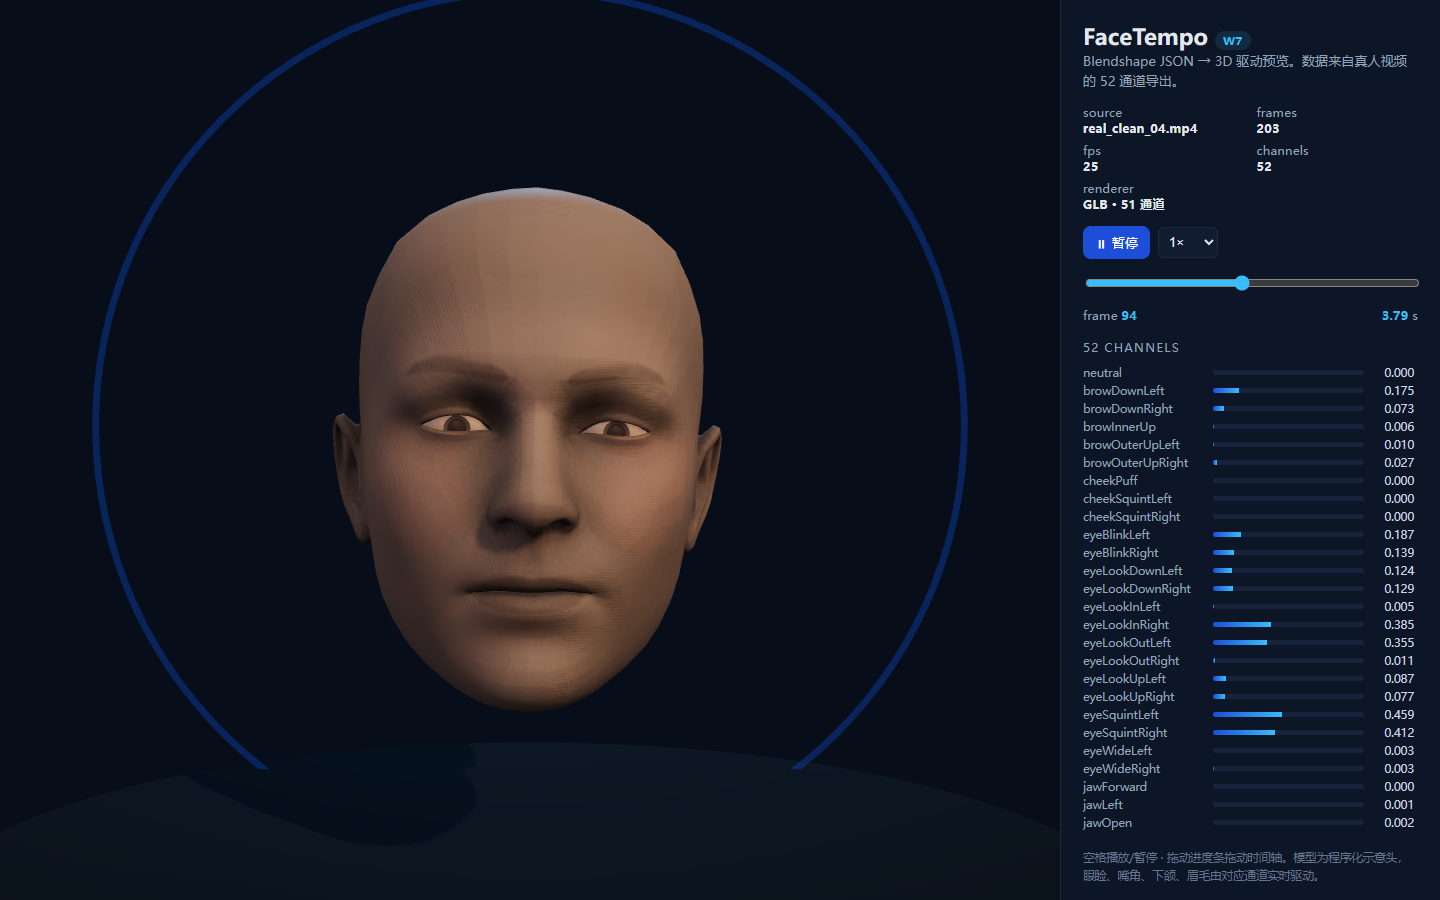 FaceTempo W7
Blendshape JSON → 3D 驱动预览。数据来自真人视频
的 52 通道导出。
source frames
real_clean_04.mp4 203
fps channels
25 52
renderer
GLB • 51 通道
⏸ 暂停 1×
frame 94 3.79 s
52 CHANNELS
neutral 0.000
browDownLeft 0.175
browDownRight 0.073
browInnerUp 0.006
browOuterUpLeft 0.010
browOuterUpRight 0.027
cheekPuff 0.000
cheekSquintLeft 0.000
cheekSquintRight 0.000
eyeBlinkLeft 0.187
eyeBlinkRight 0.139
eyeLookDownLeft 0.124
eyeLookDownRight 0.129
eyeLookInLeft 0.005
eyeLookInRight 0.385
eyeLookOutLeft 0.355
eyeLookOutRight 0.011
eyeLookUpLeft 0.087
eyeLookUpRight 0.077
eyeSquintLeft 0.459
eyeSquintRight 0.412
eyeWideLeft 0.003
eyeWideRight 0.003
jawForward 0.000
jawLeft 0.001
jawOpen 0.002
空格播放/暂停 · 拖动进度条拖动时间轴。模型为程序化示意头，
眼睑、嘴角、下颌、眉毛由对应通道实时驱动。